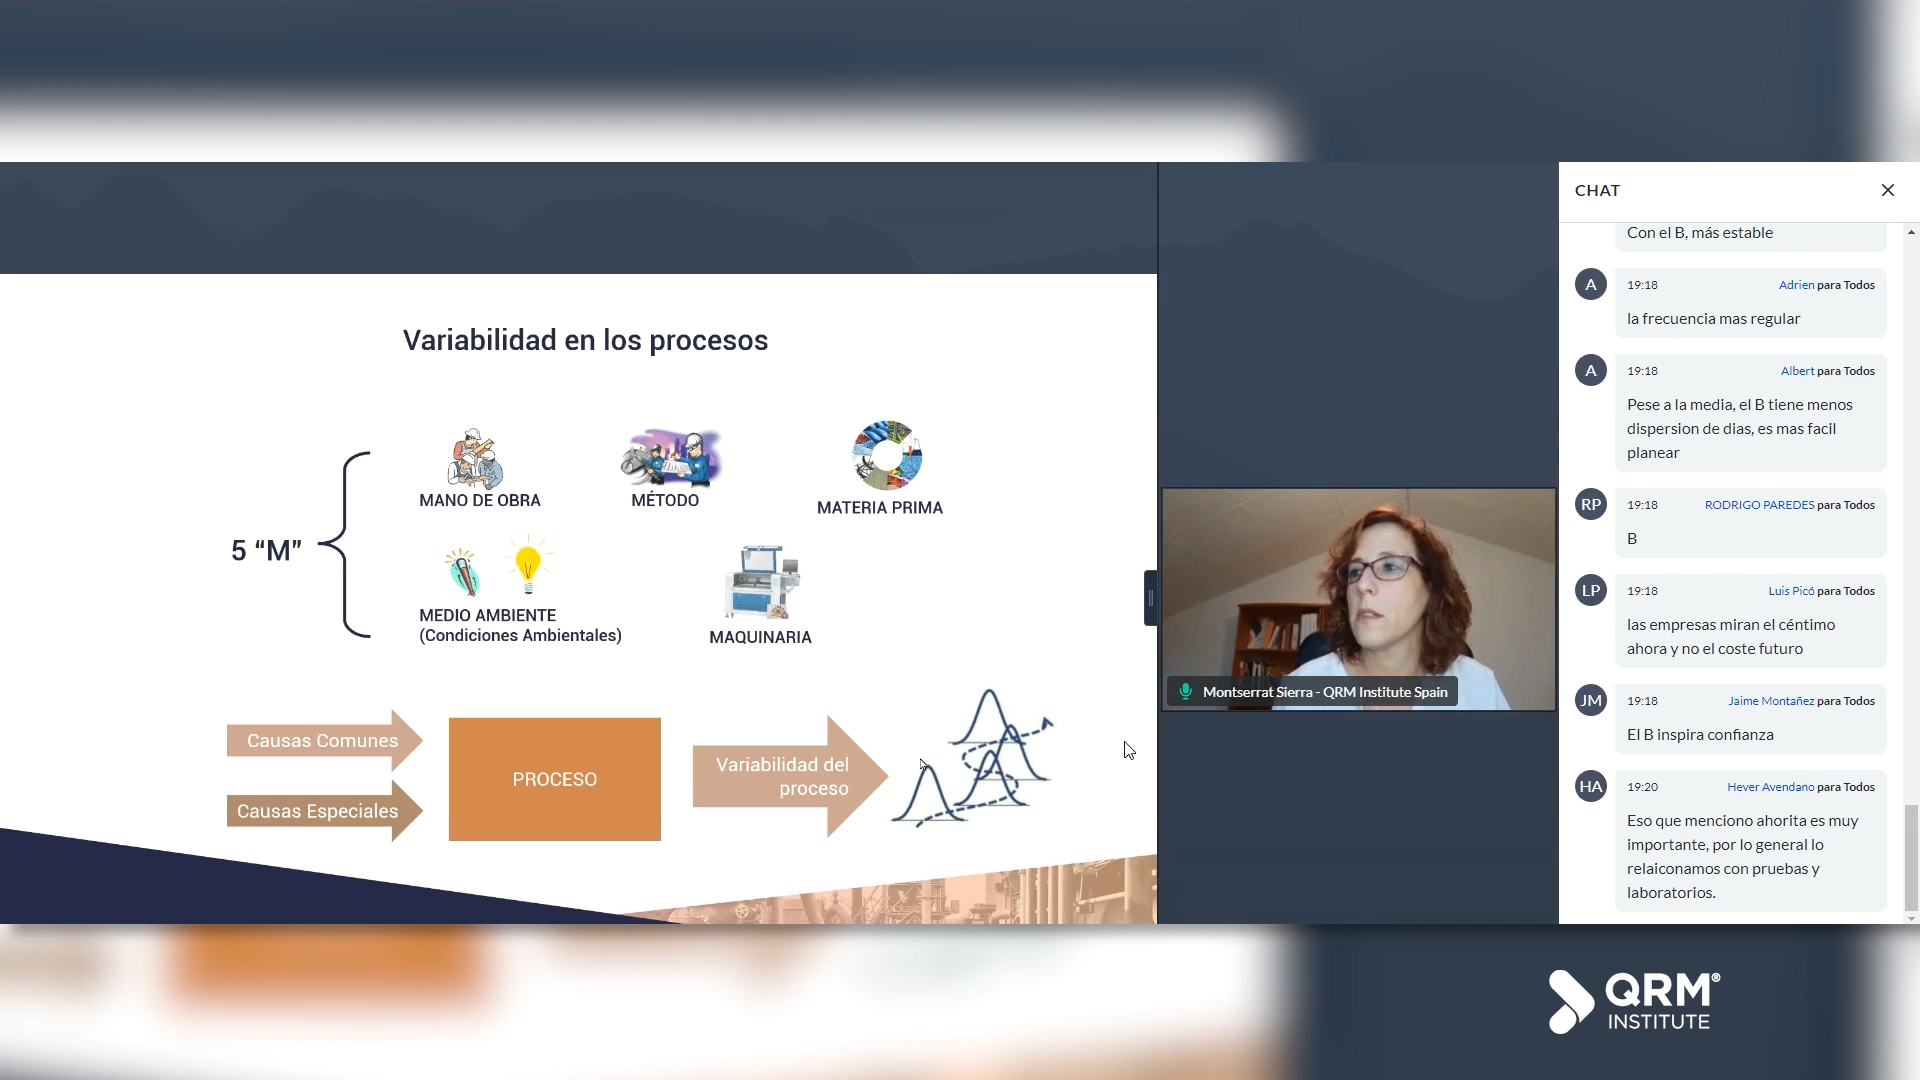 Variabilidad en los procesos
5 “M”
MANO DE OBRA
MÉTODO
MATERIA PRIMA
MEDIO AMBIENTE
(Condiciones Ambientales)
MAQUINARIA
Causas Comunes
Causas Especiales
PROCESO
Variabilidad del
proceso
Montserrat Sierra - QRM Institute Spain
CHAT
Con el B, más estable
A
19:18 Adrien para Todos
la frecuencia mas regular
A
19:18 Albert para Todos
Pese a la media, el B tiene menos
dispersion de dias, es mas facil
planear
RP
19:18 RODRIGO PAREDES para Todos
B
LP
19:18 Luis Picó para Todos
las empresas miran el céntimo
ahora y no el coste futuro
JM
19:18 Jaime Montañez para Todos
El B inspira confianza
HA
19:20 Hever Avendano para Todos
Eso que menciono ahorita es muy
importante, por lo general lo
relaiconamos con pruebas y
laboratorios.
QRM®
INSTITUTE